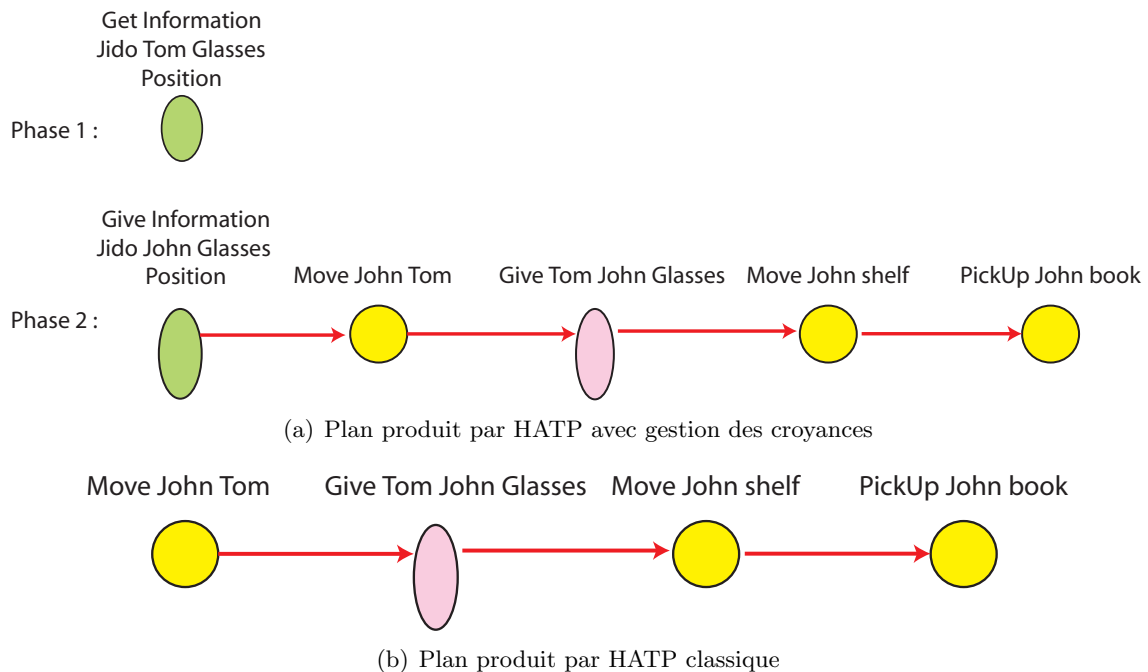 Get Information
Jido Tom Glasses
Position
Phase 1 :
Give Information
Jido John Glasses
Position
Move John Tom
Give Tom John Glasses
Move John shelf
PickUp John book
Phase 2 :
(a) Plan produit par HATP avec gestion des croyances
Move John Tom
Give Tom John Glasses
Move John shelf
PickUp John book
(b) Plan produit par HATP classique